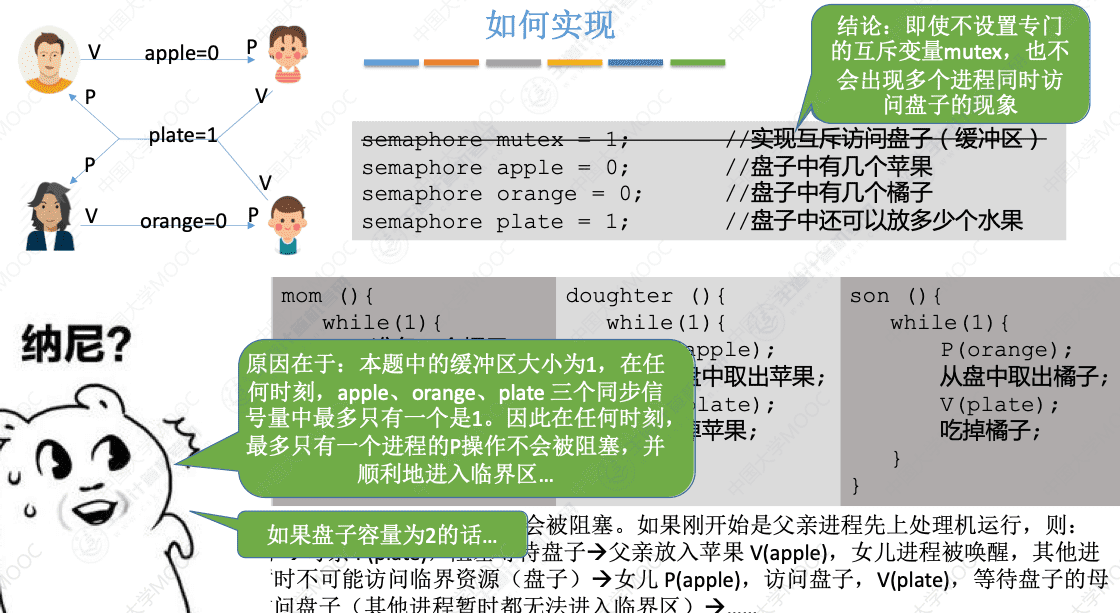 如何实现
结论：即使不设置专门
的互斥变量mutex，也不
会出现多个进程同时访
问盘子的现象
V apple=0 P
P V
plate=1
P V
V orange=0 P
semaphore mutex = 1; //实现互斥访问盘子（缓冲区）
semaphore apple = 0; //盘子中有几个苹果
semaphore orange = 0; //盘子中有几个橘子
semaphore plate = 1; //盘子中还可以放多少个水果
mom (){
while(1){
doughter (){
while(1){
apple);
盘中取出苹果;
late);
掉苹果;
son (){
while(1){
P(orange);
从盘中取出橘子;
V(plate);
吃掉橘子;
}
}
纳尼?
原因在于：本题中的缓冲区大小为1，在任
何时刻，apple、orange、plate 三个同步信
号量中最多只有一个是1。因此在任何时刻，
最多只有一个进程的P操作不会被阻塞，并
顺利地进入临界区…
如果盘子容量为2的话…
会被阻塞。如果刚开始是父亲进程先上处理机运行，则：
待盘子→父亲放入苹果 V(apple)，女儿进程被唤醒，其他进
时不可能访问临界资源（盘子）→女儿 P(apple)，访问盘子，V(plate)，等待盘子的母
问盘子（其他进程暂时都无法进入临界区）→……